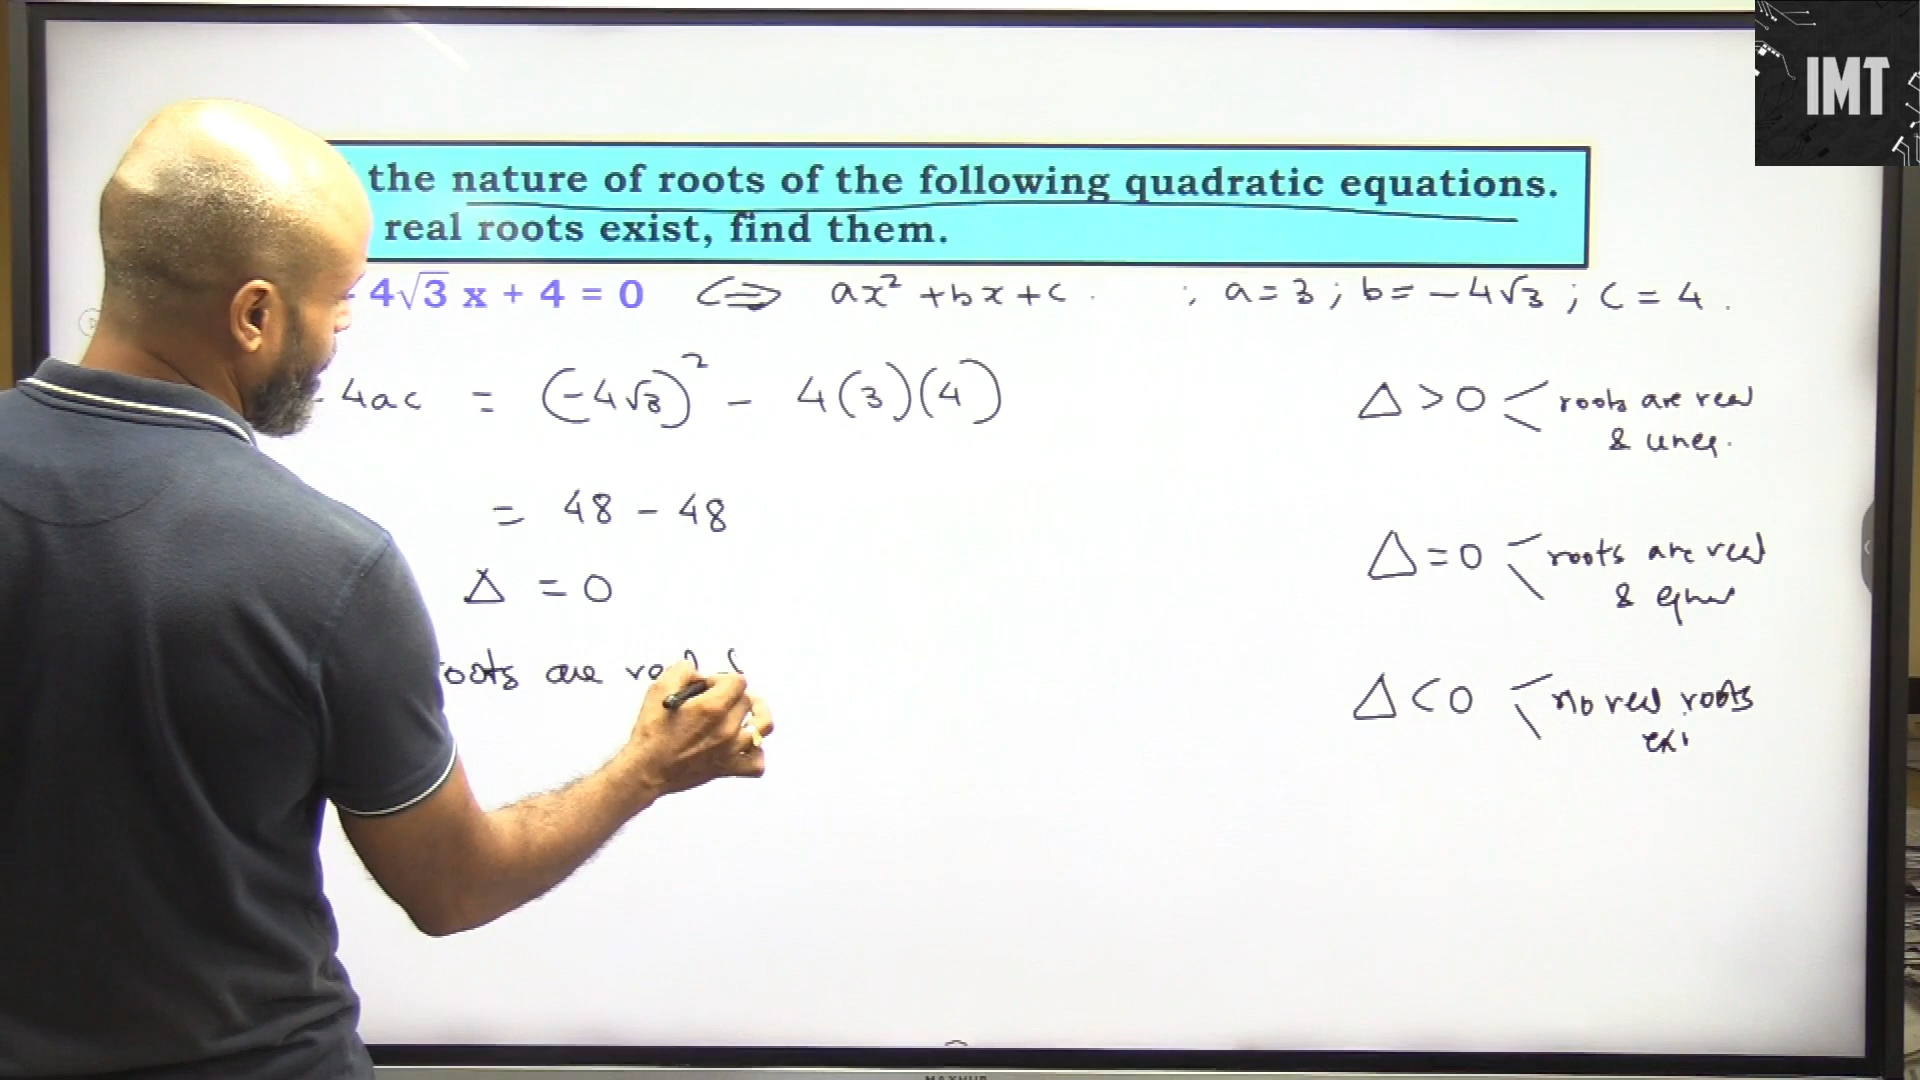 IMT
the nature of roots of the following quadratic equations.
real roots exist, find them.
- 4√3 x + 4 = 0 <=> ax² + bx + c . ; a = 3 ; b = - 4√3 ; c = 4 .
- 4ac = (-4√3)² - 4(3)(4)
= 48 - 48
Δ = 0
roots are real
Δ > 0 roots are real
& uneq.
Δ = 0 roots are real
& equal
Δ < 0 no real roots